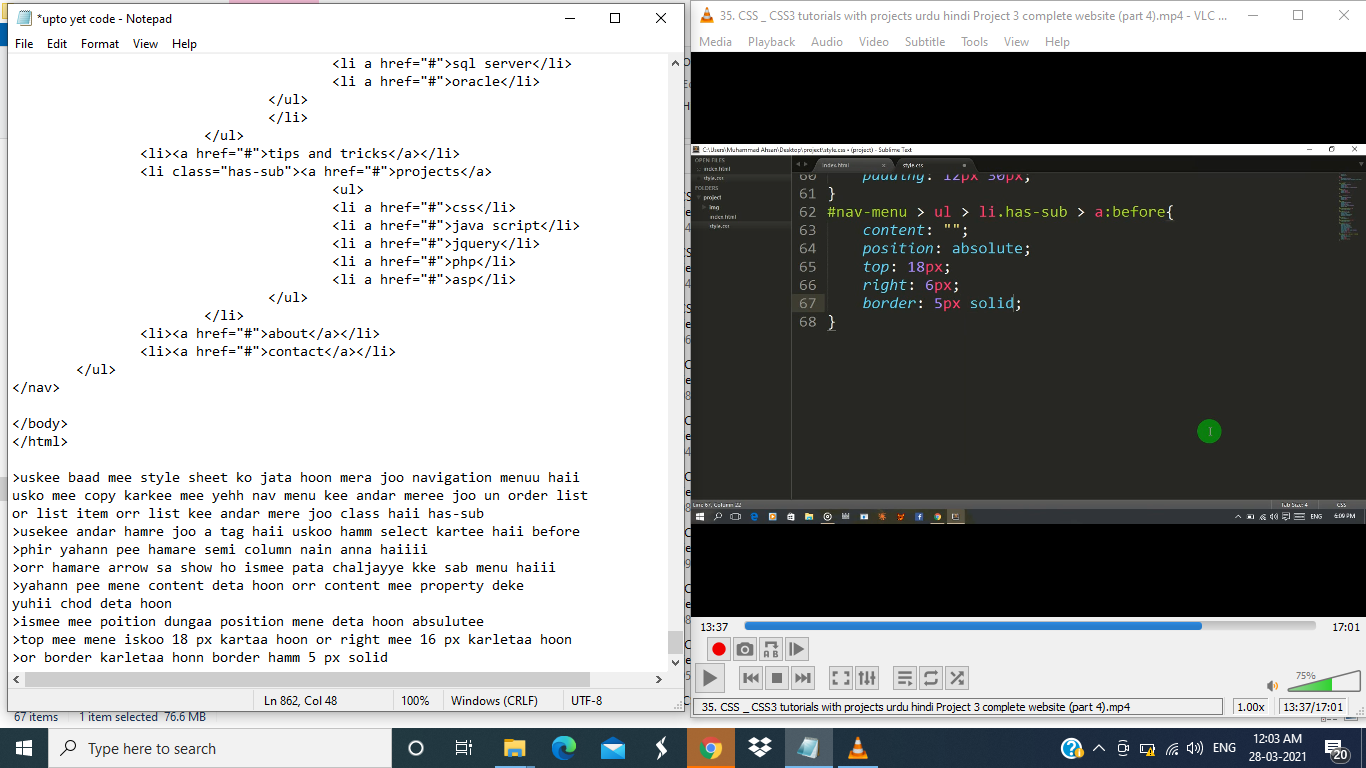 *upto yet code - Notepad
File Edit Format View Help
<li a href="#">sql server</li>
<li a href="#">oracle</li>
</ul>
</li>
</ul>
<li><a href="#">tips and tricks</a></li>
<li class="has-sub"><a href="#">projects</a>
<ul>
<li a href="#">css</li>
<li a href="#">java script</li>
<li a href="#">jquery</li>
<li a href="#">php</li>
<li a href="#">asp</li>
</ul>
</li>
<li><a href="#">about</a></li>
<li><a href="#">contact</a></li>
</ul>
</nav>
</body>
</html>
>uskee baad mee style sheet ko jata hoon mera joo navigation menuu haii
usko mee copy karkee mee yehh nav menu kee andar meree joo un order list
or list item orr list kee andar mere joo class haii has-sub
>usekee andar hamre joo a tag haii uskoo hamm select kartee haii before
>phir yahann pee hamare semi column nain anna haiiii
>orr hamare arrow sa show ho ismee pata chaljayye kke sab menu haiii
>yahann pee mene content deta hoon orr content mee property deke
yuhii chod deta hoon
>ismee mee poition dungaa position mene deta hoon absulutee
>top mee mene iskoo 18 px kartaa hoon or right mee 16 px karletaa hoon
>or border karletaa honn border hamm 5 px solid
Ln 862, Col 48 100% Windows (CRLF) UTF-8
67 items 1 item selected 76.6 MB
35. CSS _ CSS3 tutorials with projects urdu hindi Project 3 complete website (part 4).mp4 - VLC ...
Media Playback Audio Video Subtitle Tools View Help
C:\Users\Muhammad Ahsan\Desktop\project\style.css • (project) - Sublime Text
OPEN FILES
index.html
style.css
FOLDERS
project
img
index.html
style.css
index.html style.css
60 padding: 12px 30px;
61 }
62 #nav-menu > ul > li.has-sub > a:before{
63 content: "";
64 position: absolute;
65 top: 18px;
66 right: 6px;
67 border: 5px solid;
68 }
Line 67, Column 22 Tab Size: 4 CSS
ENG 6:09 PM
13:37 17:01
75%
35. CSS _ CSS3 tutorials with projects urdu hindi Project 3 complete website (part 4).mp4 1.00x 13:37/17:01
Type here to search
ENG 12:03 AM
28-03-2021
20